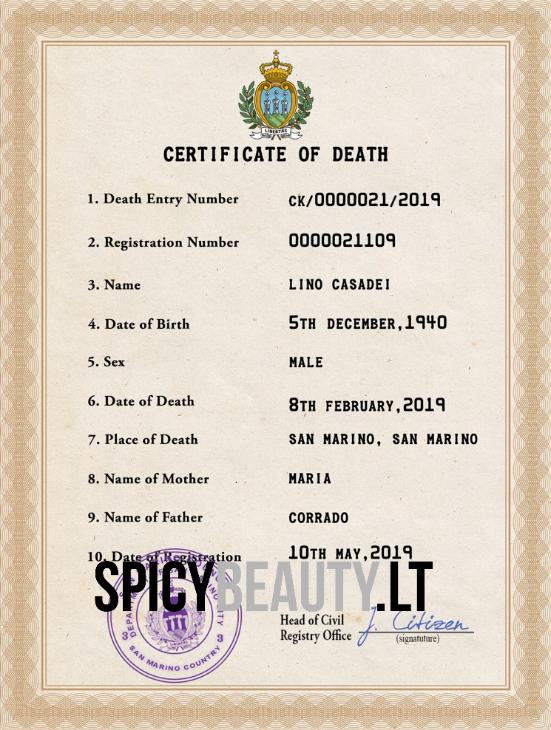 LIBERTAS
CERTIFICATE OF DEATH
1. Death Entry Number CK/0000021/2019
2. Registration Number 0000021109
3. Name LINO CASADEI
4. Date of Birth 5TH DECEMBER,1940
5. Sex MALE
6. Date of Death 8TH FEBRUARY,2019
7. Place of Death SAN MARINO, SAN MARINO
8. Name of Mother MARIA
9. Name of Father CORRADO
10. Date of Registration 10TH MAY,2019
SPICYBEAUTY.LT
3 3
SAN MARINO COUNTRY
Head of Civil
Registry Office J. Citizen
(signatuture)